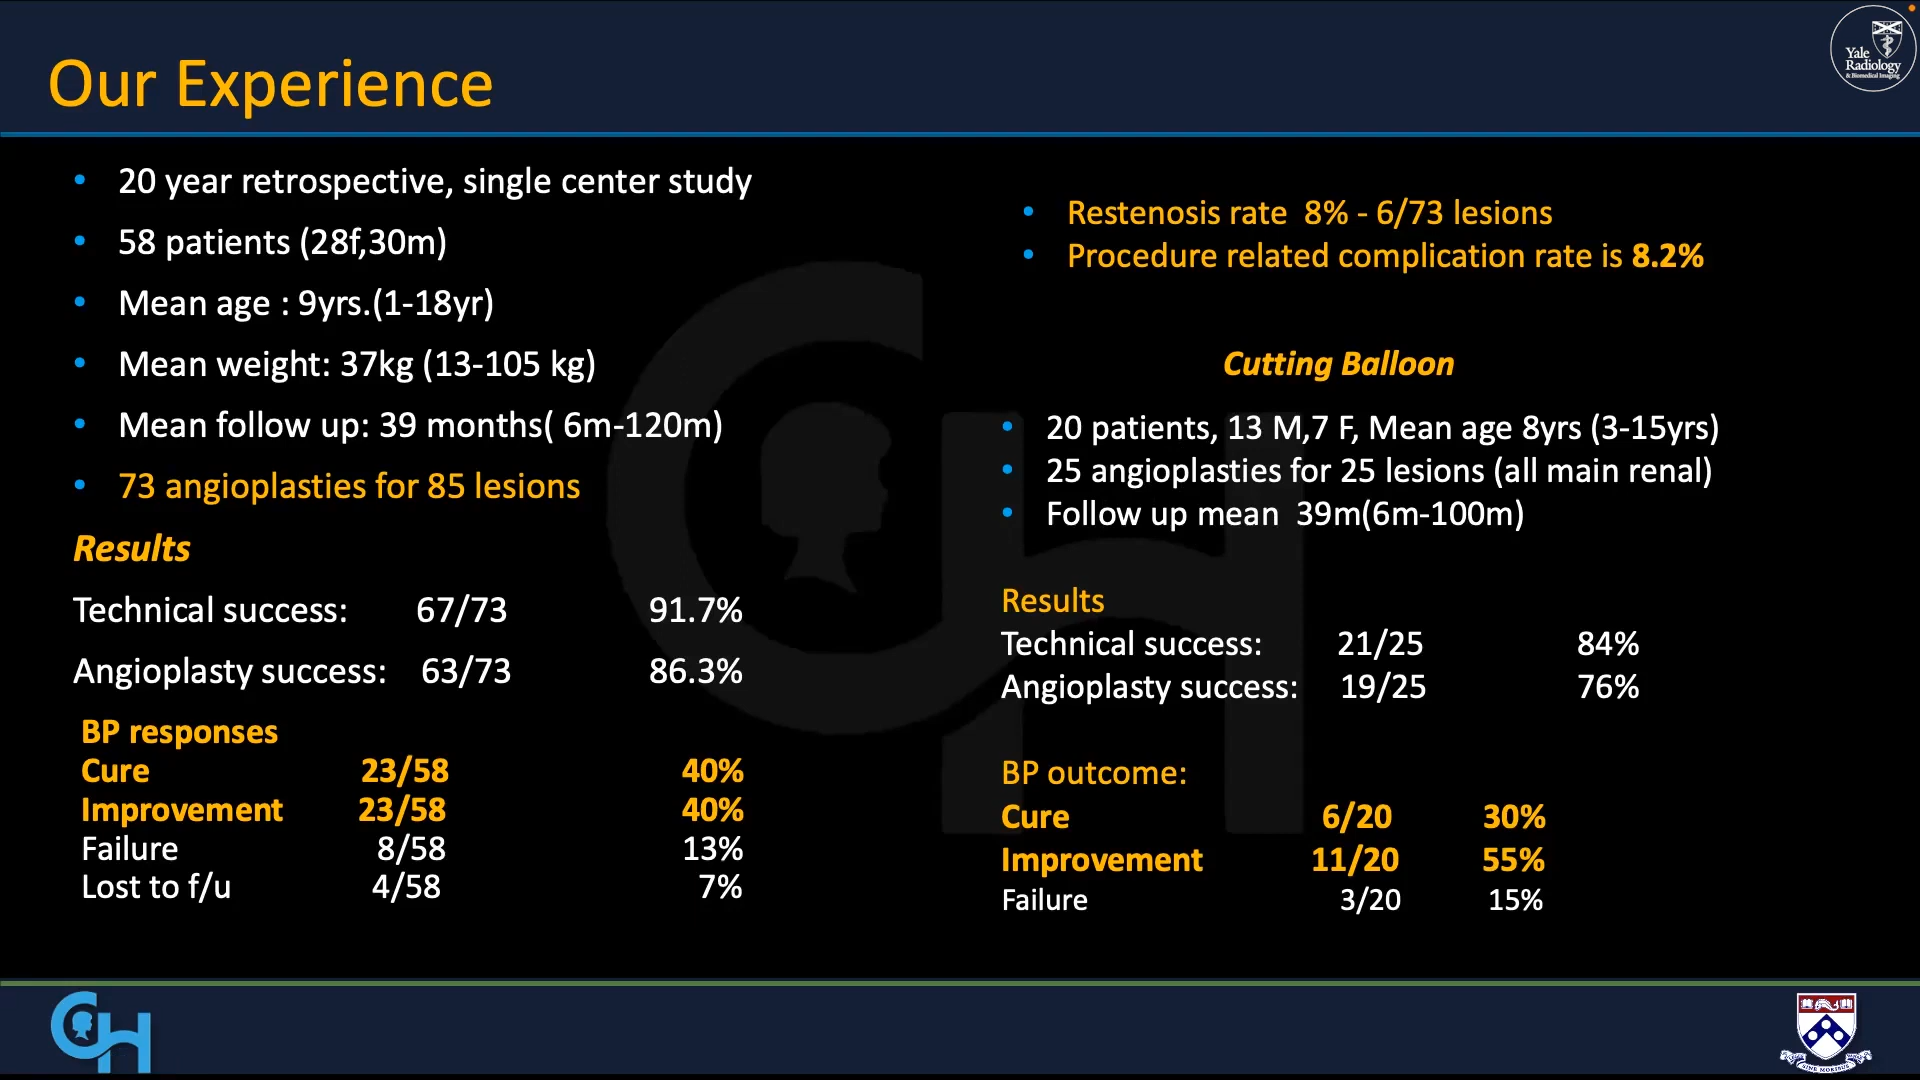 Our Experience
Yale
Radiology
& Biomedical Imaging
• 20 year retrospective, single center study
• 58 patients (28f,30m)
• Mean age : 9yrs.(1-18yr)
• Mean weight: 37kg (13-105 kg)
• Mean follow up: 39 months( 6m-120m)
• 73 angioplasties for 85 lesions
Results
Technical success: 67/73 91.7%
Angioplasty success: 63/73 86.3%
BP responses
Cure 23/58 40%
Improvement 23/58 40%
Failure 8/58 13%
Lost to f/u 4/58 7%
• Restenosis rate 8% - 6/73 lesions
• Procedure related complication rate is 8.2%
Cutting Balloon
• 20 patients, 13 M,7 F, Mean age 8yrs (3-15yrs)
• 25 angioplasties for 25 lesions (all main renal)
• Follow up mean 39m(6m-100m)
Results
Technical success: 21/25 84%
Angioplasty success: 19/25 76%
BP outcome:
Cure 6/20 30%
Improvement 11/20 55%
Failure 3/20 15%
CH